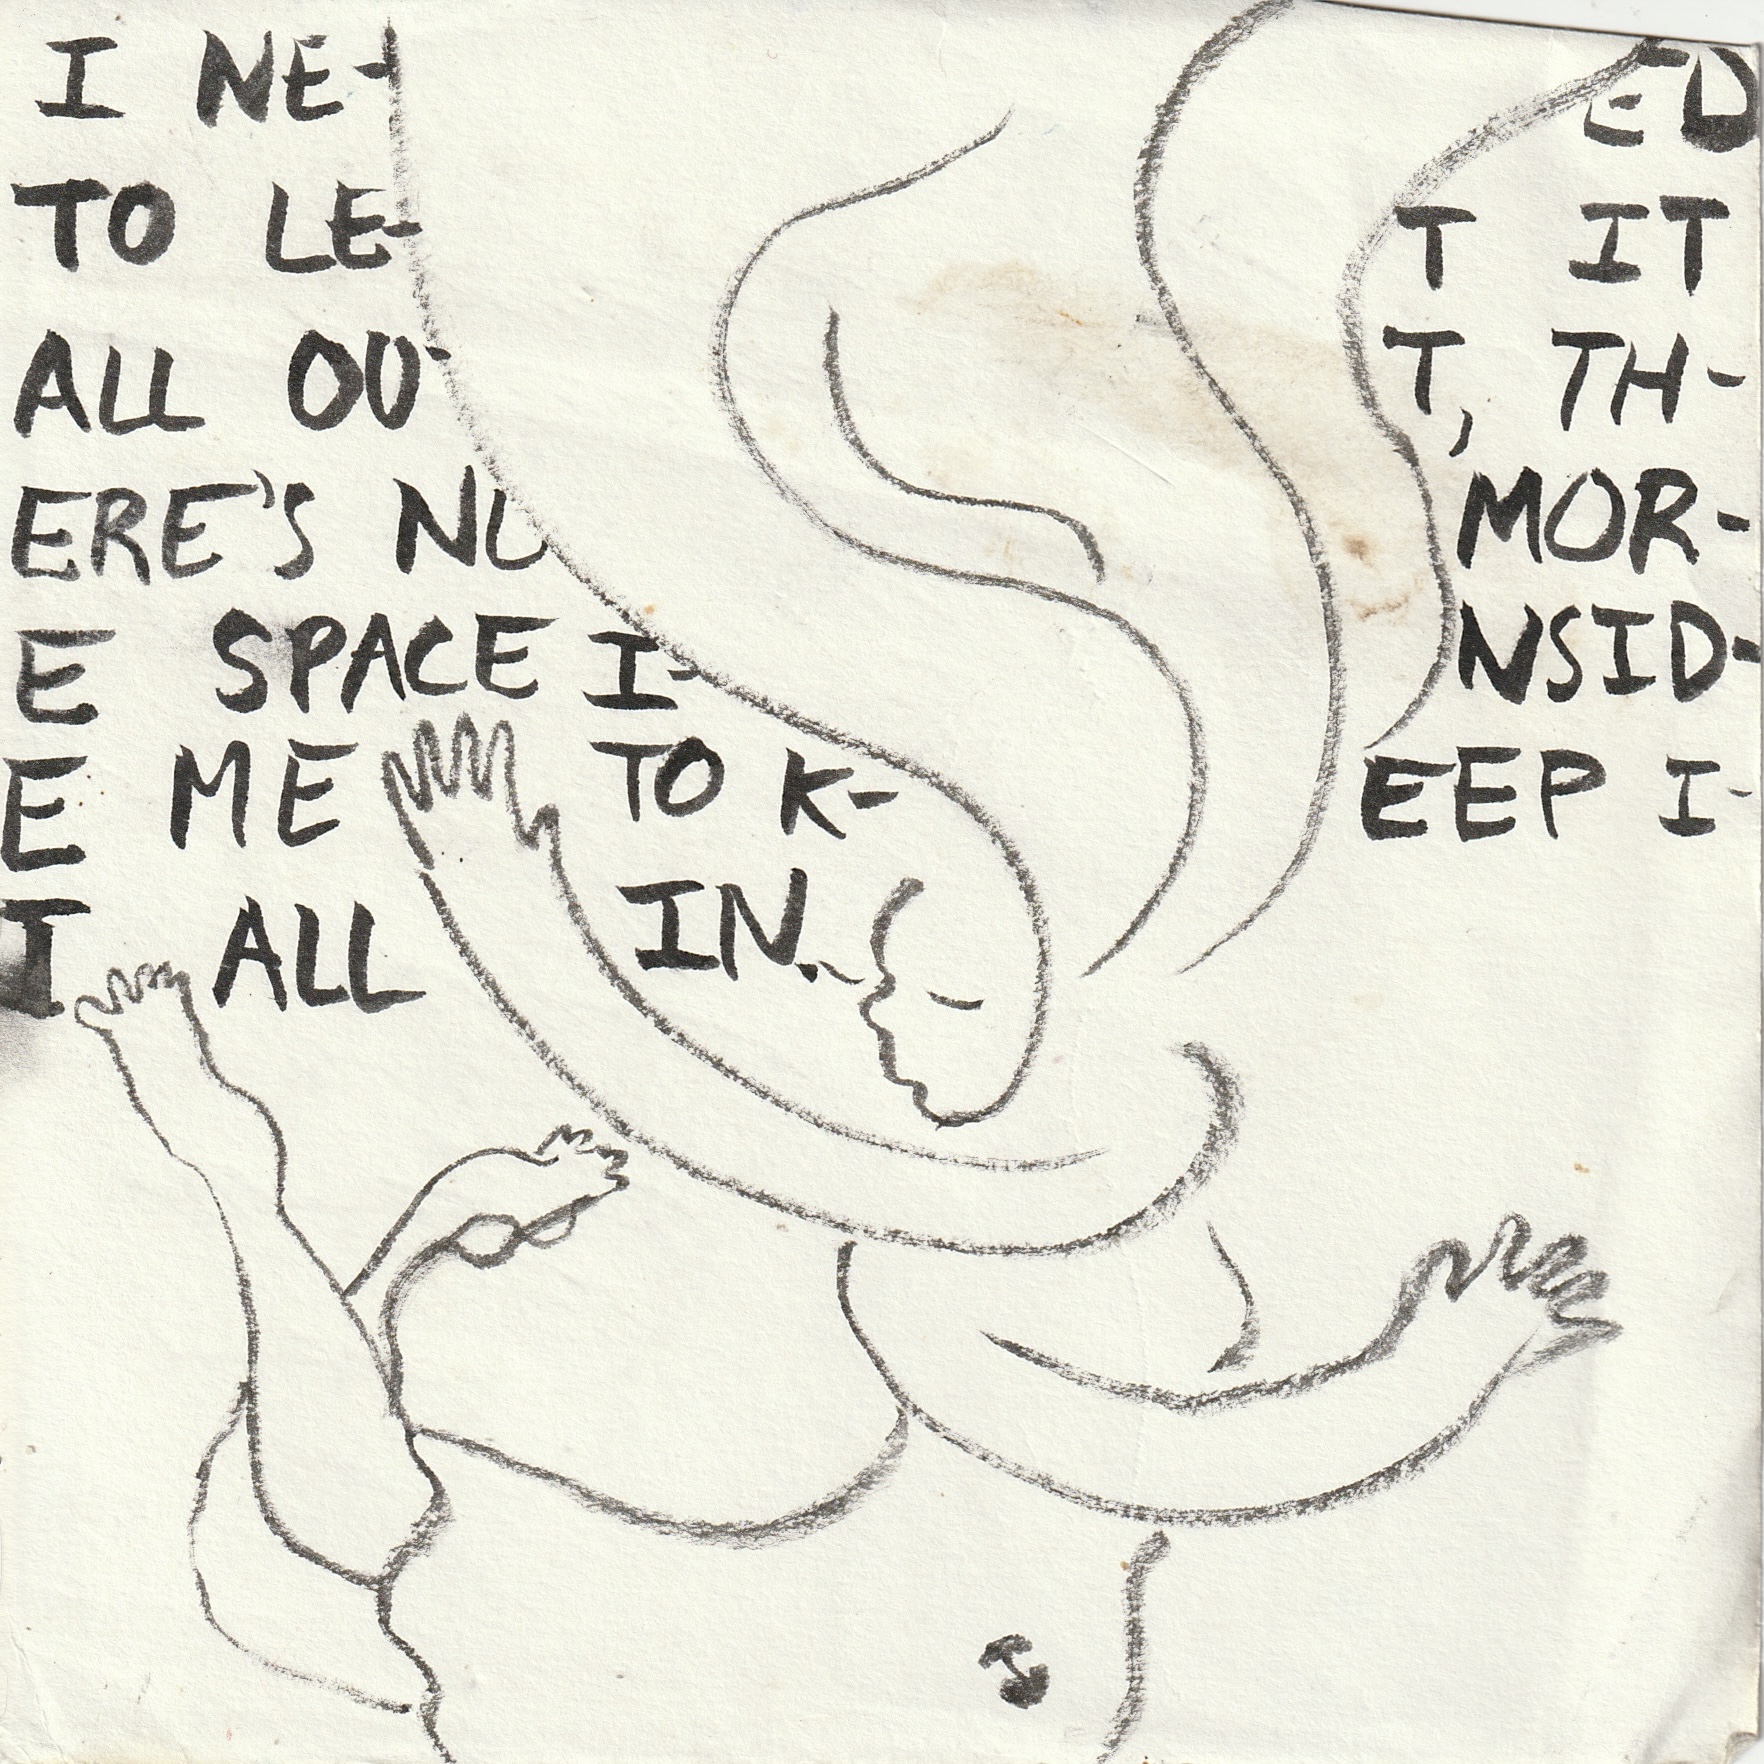 I NE- ED
TO LE- T IT
ALL OU- T, TH-
ERE'S NO MOR-
E SPACE I- NSID-
E ME TO K- EEP I-
T ALL IN.